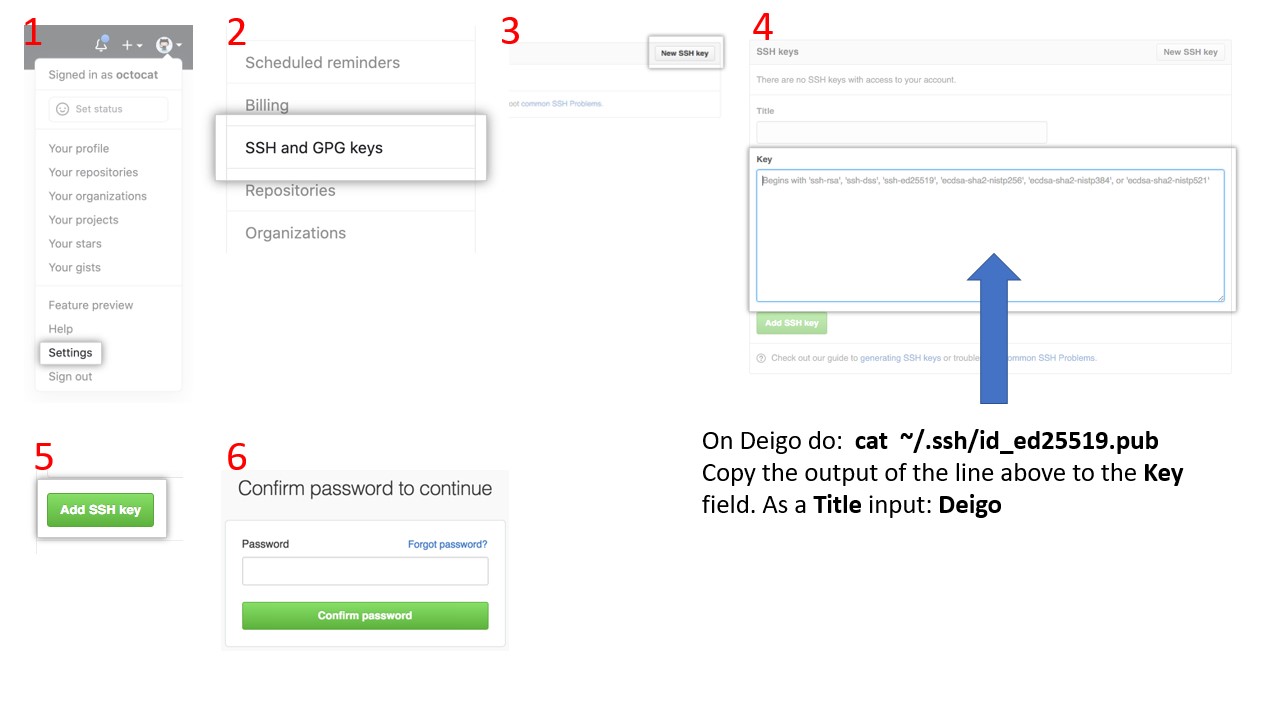 1
Signed in as octocat
Set status
Your profile
Your repositories
Your organizations
Your projects
Your stars
Your gists
Feature preview
Help
Settings
Sign out
2
Scheduled reminders
Billing
SSH and GPG keys
Repositories
Organizations
3
New SSH key
common SSH Problems.
4
SSH keys
New SSH key
There are no SSH keys with access to your account.
Title
Key
Begins with 'ssh-rsa', 'ssh-dss', 'ssh-ed25519', 'ecdsa-sha2-nistp256', 'ecdsa-sha2-nistp384', or 'ecdsa-sha2-nistp521'
Add SSH key
Check out our guide to generating SSH keys or trouble ommon SSH Problems.
On Deigo do: cat ~/.ssh/id_ed25519.pub
Copy the output of the line above to the Key
field. As a Title input: Deigo
5
Add SSH key
6
Confirm password to continue
Password Forgot password?
Confirm password